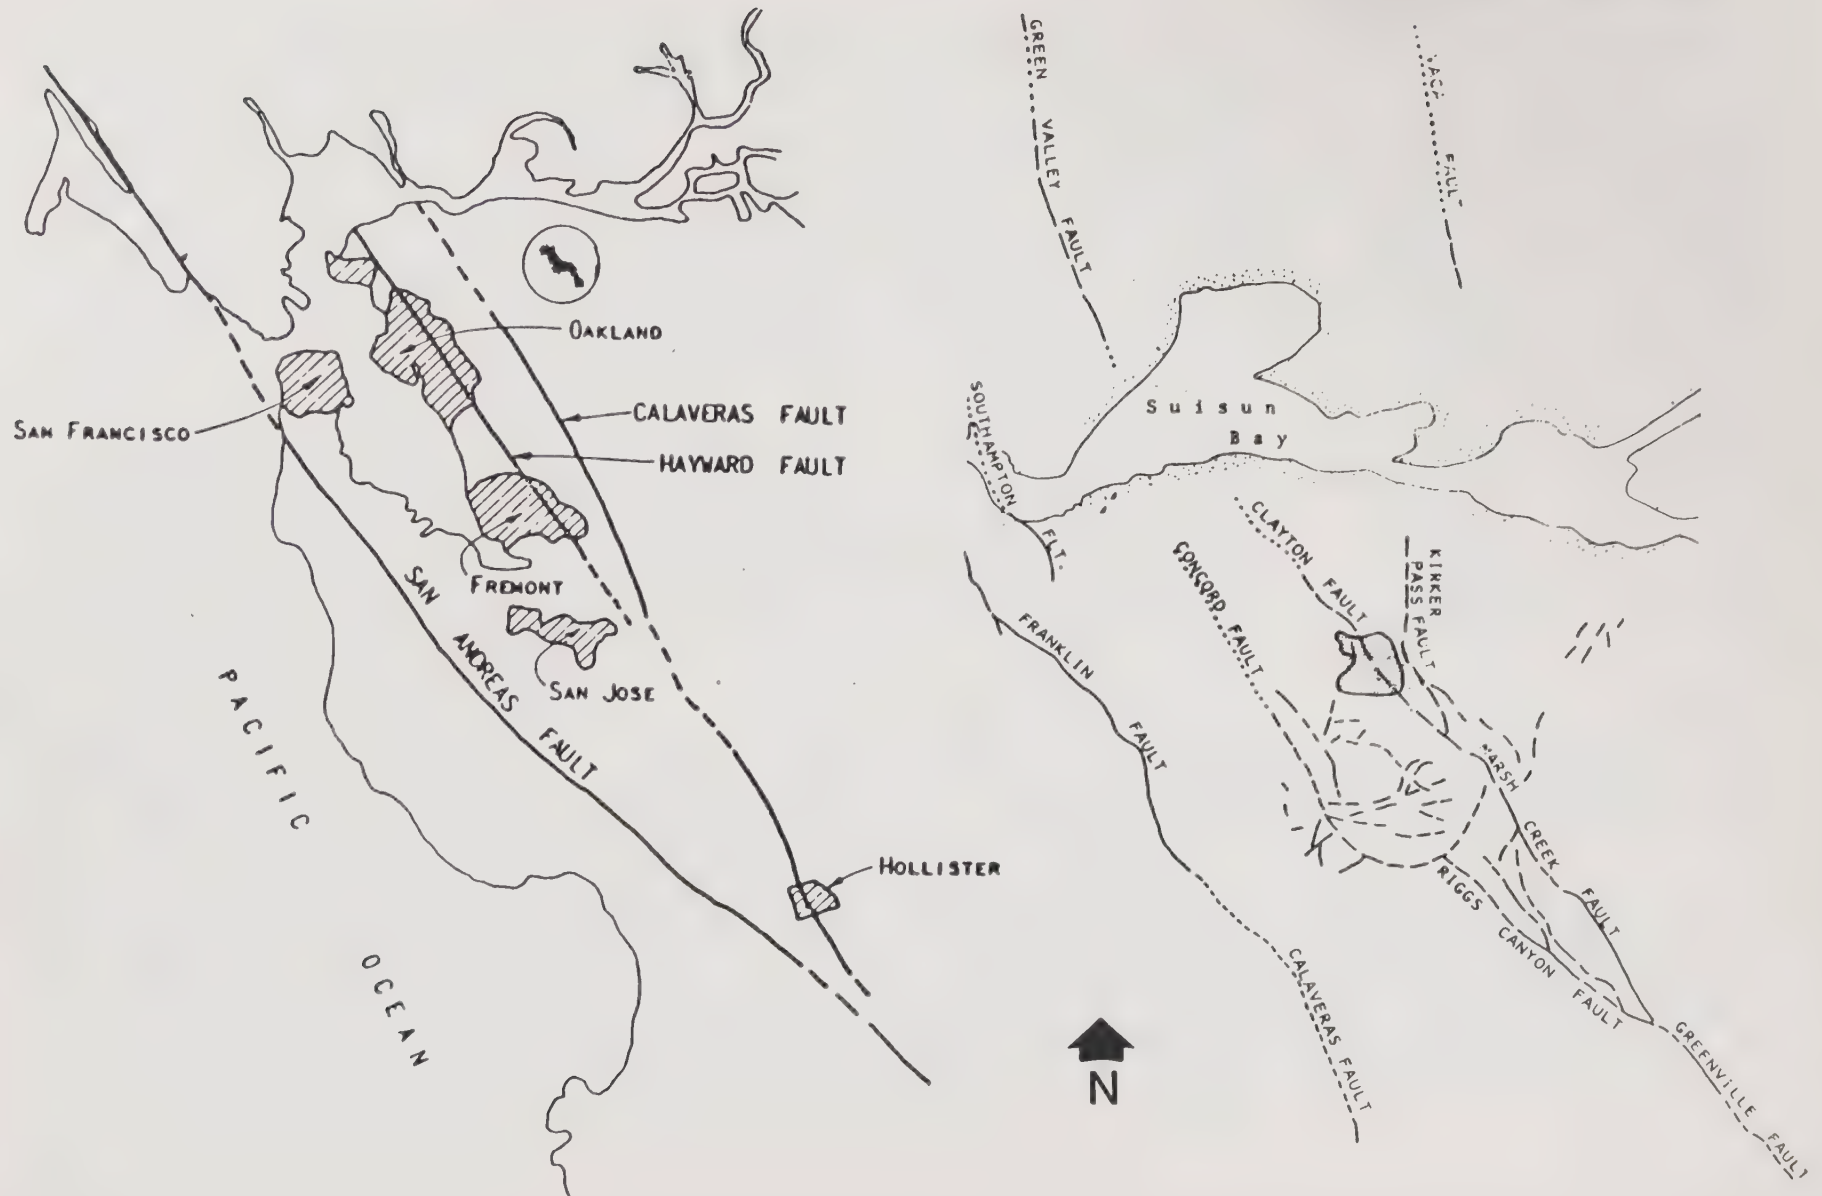 OAKLAND
CALAVERAS FAULT
SAN FRANCISCO
HAYWARD FAULT
FREMONT
SAN
ANDREAS
FAULT
SAN JOSE
PACIFIC
OCEAN
HOLLISTER
GREEN VALLEY FAULT
VACA FAULT
Suisun
Bay
SOUTHAMPTON FLT.
CLAYTON FAULT
CONCORD FAULT
KIRKER
PASS FAULT
FRANKLIN FAULT
MARSH CREEK FAULT
RIGGS CANYON FAULT
CALAVERAS FAULT
GREENVILLE FAULT
N